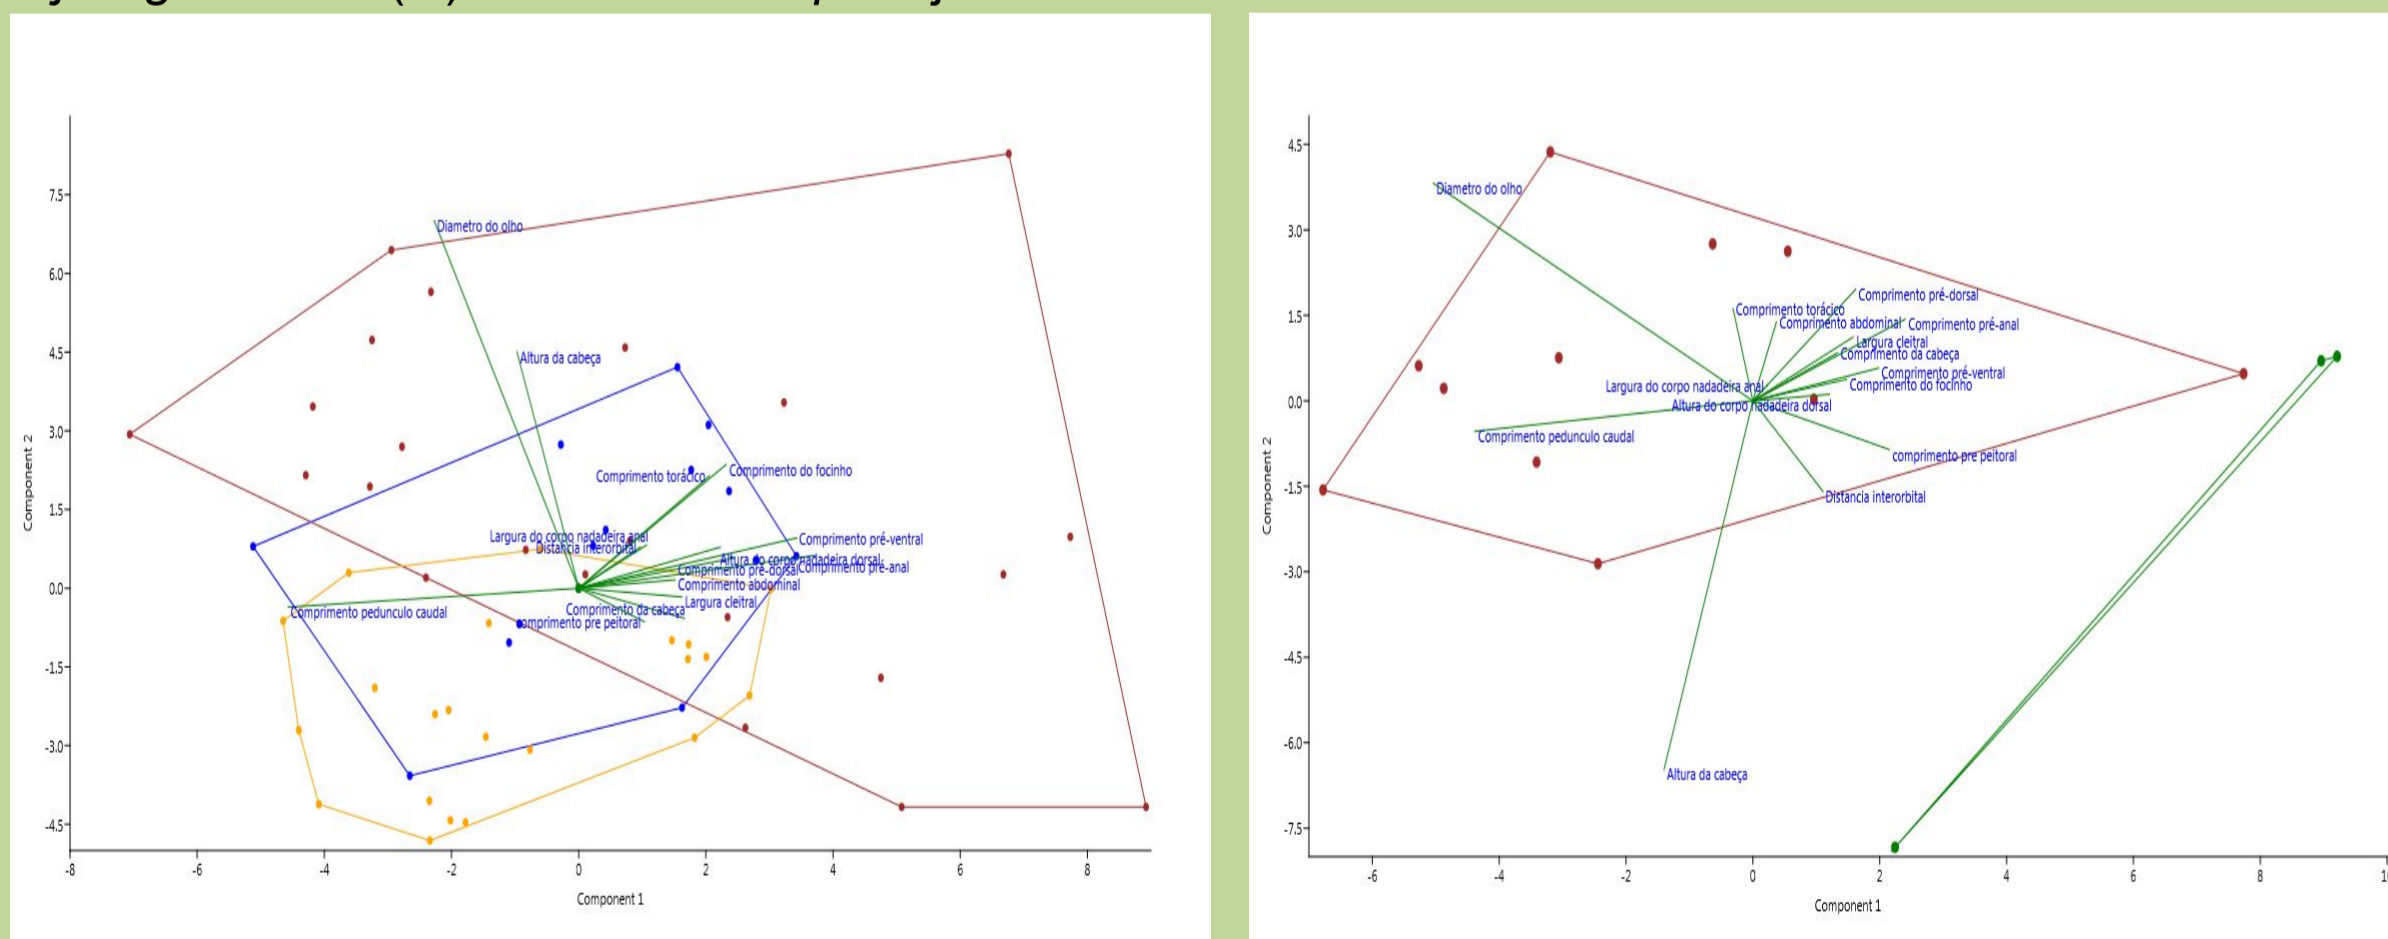 7.5
6.0
4.5
3.0
1.5
0.0
-1.5
-3.0
-4.5
Component 2
-8
-6
-4
-2
0
2
4
6
8
Component 1
Diametro do olho
Altura da cabeça
Comprimento torácico
Comprimento do focinho
Largura do corpo nadadeira anal
Distancia interorbital
Comprimento pré-ventral
Altura do corpo nadadeira dorsal
Comprimento pré-dorsal
Comprimento pré-anal
Comprimento abdominal
Largura cleitral
Comprimento da cabeça
comprimento pre peitoral
Comprimento pedunculo caudal
4.5
3.0
1.5
0.0
-1.5
-3.0
-4.5
-6.0
-7.5
Component 2
-6
-4
-2
0
2
4
6
8
Component 1
Diametro do olho
Comprimento pré-dorsal
Comprimento torácico
Comprimento abdominal
Comprimento pré-anal
Largura cleitral
Comprimento da cabeça
Comprimento pré-ventral
Comprimento do focinho
Largura do corpo nadadeira anal
Altura do corpo nadadeira dorsal
Comprimento pedunculo caudal
comprimento pre peitoral
Distancia interorbital
Altura da cabeça